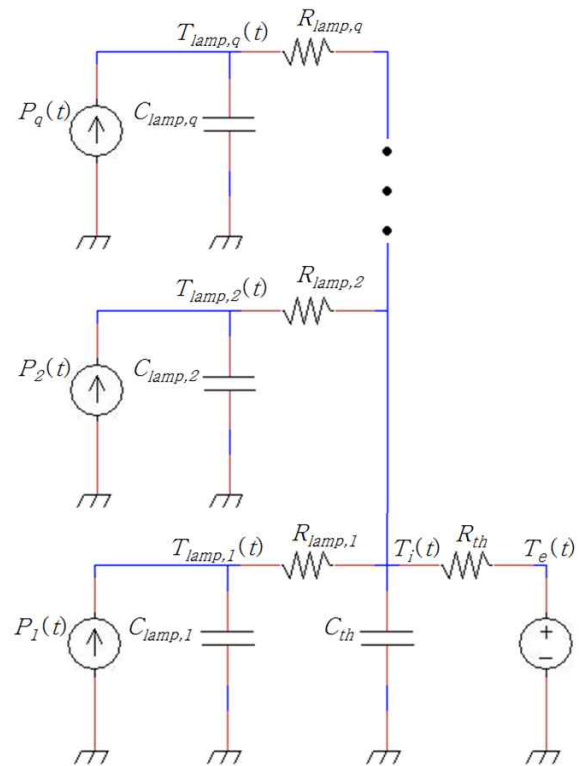 T_lamp,q(t) R_lamp,q
P_q(t) C_lamp,q
T_lamp,2(t) R_lamp,2
P_2(t) C_lamp,2
T_lamp,1(t) R_lamp,1 T_i(t) R_th T_e(t)
P_1(t) C_lamp,1 C_th + −